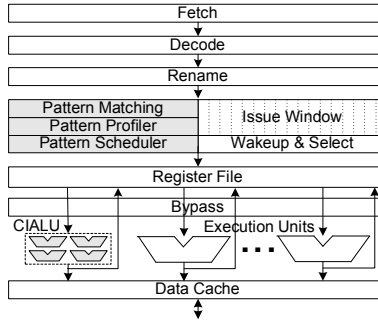 Fetch
Decode
Rename
Pattern Matching
Pattern Profiler
Issue Window
Pattern Scheduler
Wakeup & Select
Register File
Bypass
CIALU
Execution Units
Data Cache